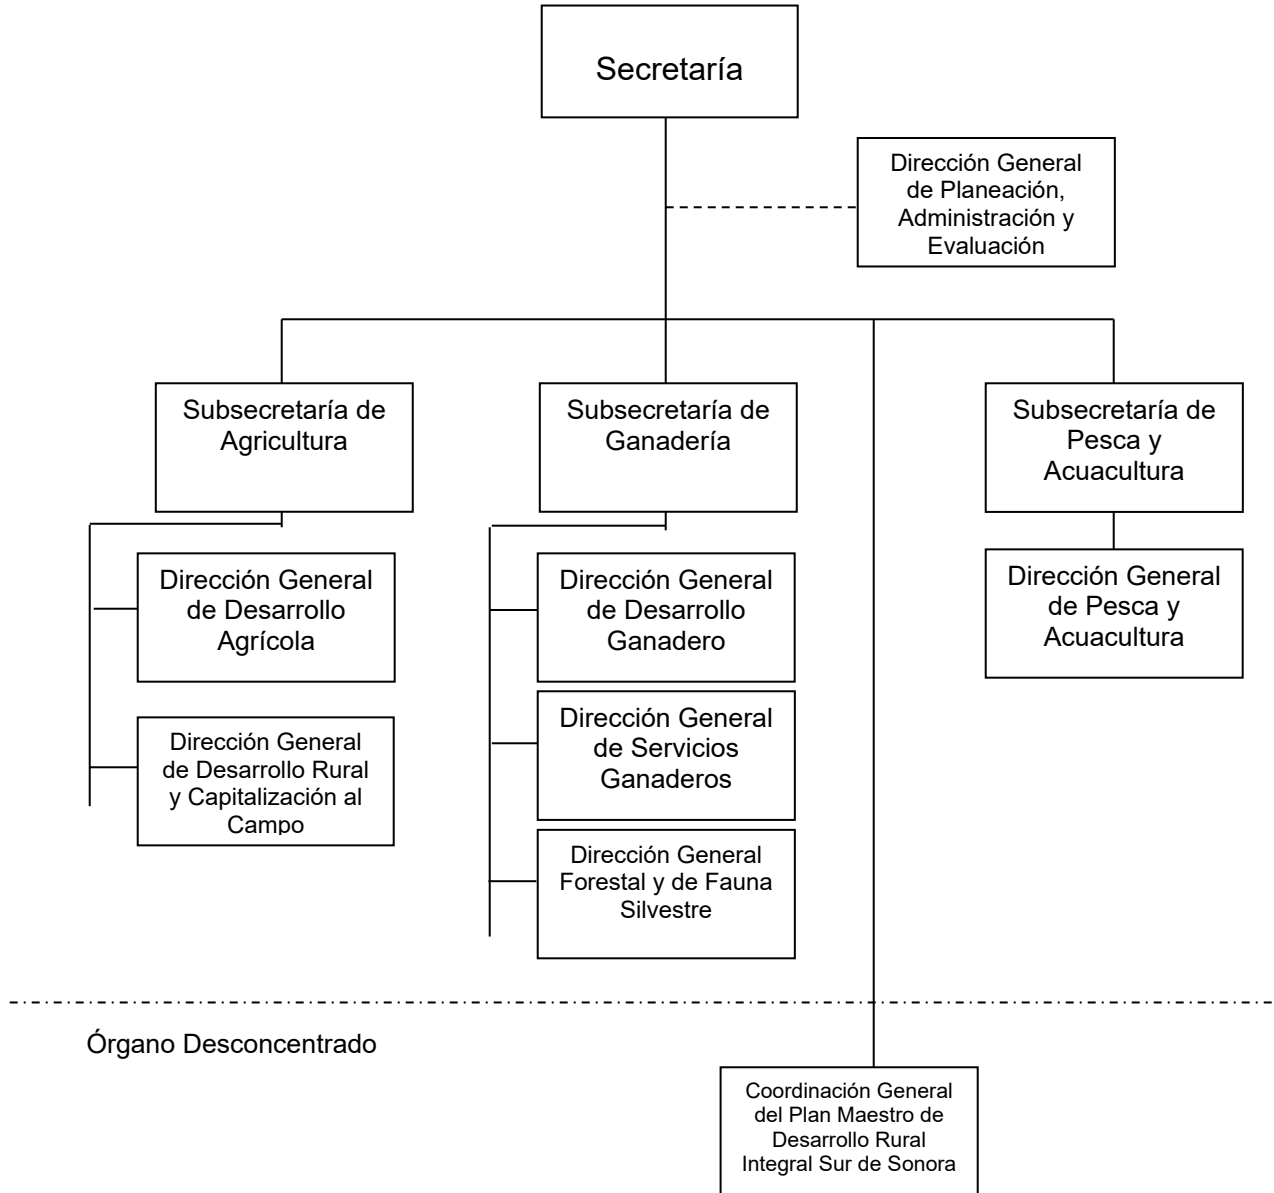 Secretaría
Dirección General
de Planeación,
Administración y
Evaluación
Subsecretaría de
Agricultura
Subsecretaría de
Ganadería
Subsecretaría de
Pesca y
Acuacultura
Dirección General
de Desarrollo
Agrícola
Dirección General
de Desarrollo
Ganadero
Dirección General
de Pesca y
Acuacultura
Dirección General
de Desarrollo Rural
y Capitalización al
Campo
Dirección General
de Servicios
Ganaderos
Dirección General
Forestal y de Fauna
Silvestre
Órgano Desconcentrado
Coordinación General
del Plan Maestro de
Desarrollo Rural
Integral Sur de Sonora